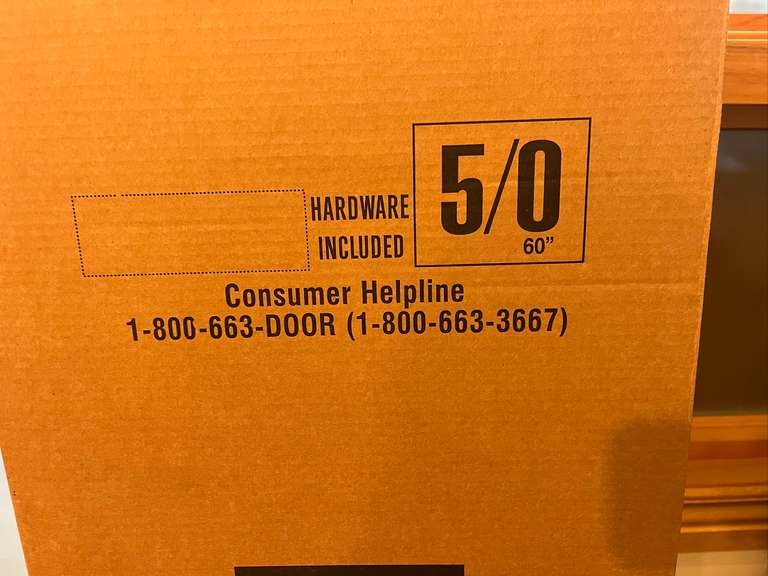 HARDWARE
INCLUDED
5/0
60”
Consumer Helpline
1-800-663-DOOR (1-800-663-3667)